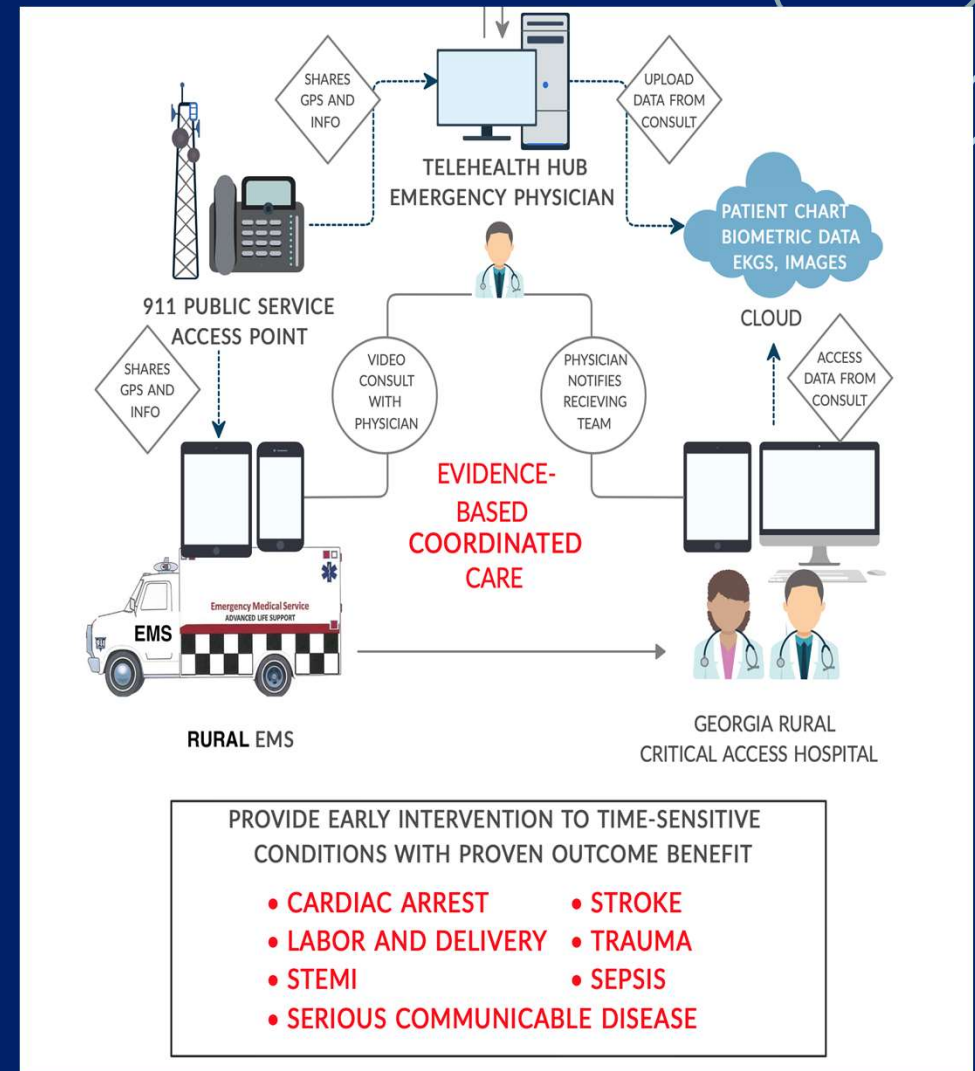 SHARES
GPS AND
INFO
UPLOAD
DATA FROM
CONSULT
TELEHEALTH HUB
EMERGENCY PHYSICIAN
PATIENT CHART
BIOMETRIC DATA
EKGS, IMAGES
CLOUD
911 PUBLIC SERVICE
ACCESS POINT
SHARES
GPS AND
INFO
VIDEO
CONSULT
WITH
PHYSICIAN
PHYSICIAN
NOTIFIES
RECIEVING
TEAM
ACCESS
DATA FROM
CONSULT
EVIDENCE-
BASED
COORDINATED
CARE
Emergency Medical Service
ADVANCED LIFE SUPPORT
EMS
RURAL EMS
GEORGIA RURAL
CRITICAL ACCESS HOSPITAL
PROVIDE EARLY INTERVENTION TO TIME-SENSITIVE
CONDITIONS WITH PROVEN OUTCOME BENEFIT
• CARDIAC ARREST
• LABOR AND DELIVERY
• STEMI
• STROKE
• TRAUMA
• SEPSIS
• SERIOUS COMMUNICABLE DISEASE